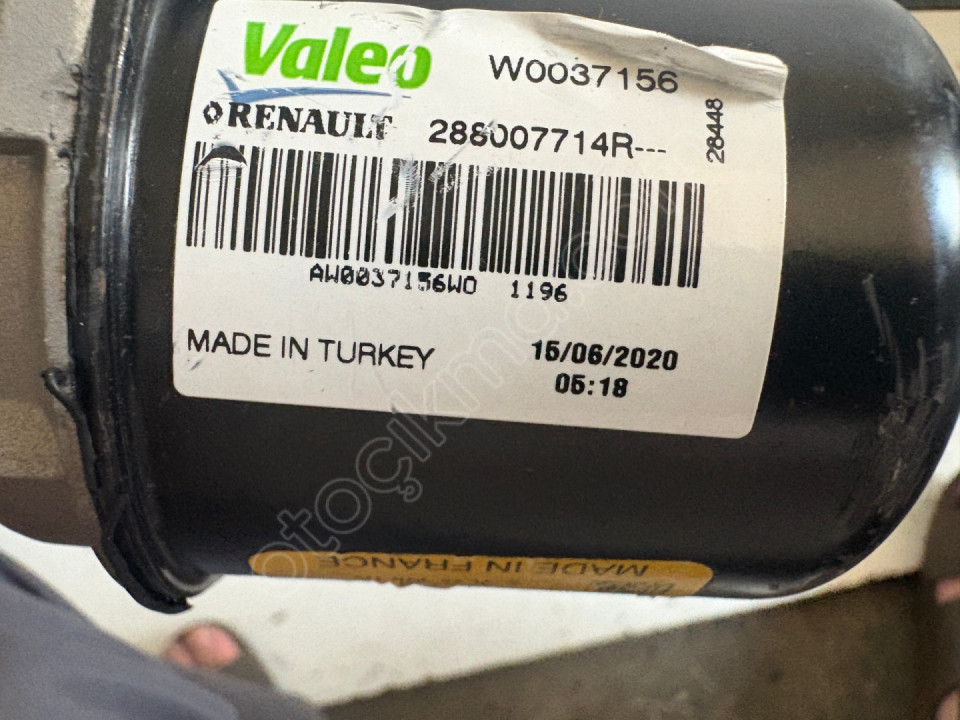 Valeo W0037156
RENAULT 288007714R---
28448
AW0037156W0 1196
MADE IN TURKEY 15/06/2020
05:18
MADE IN FRANCE
otoçıkma.com